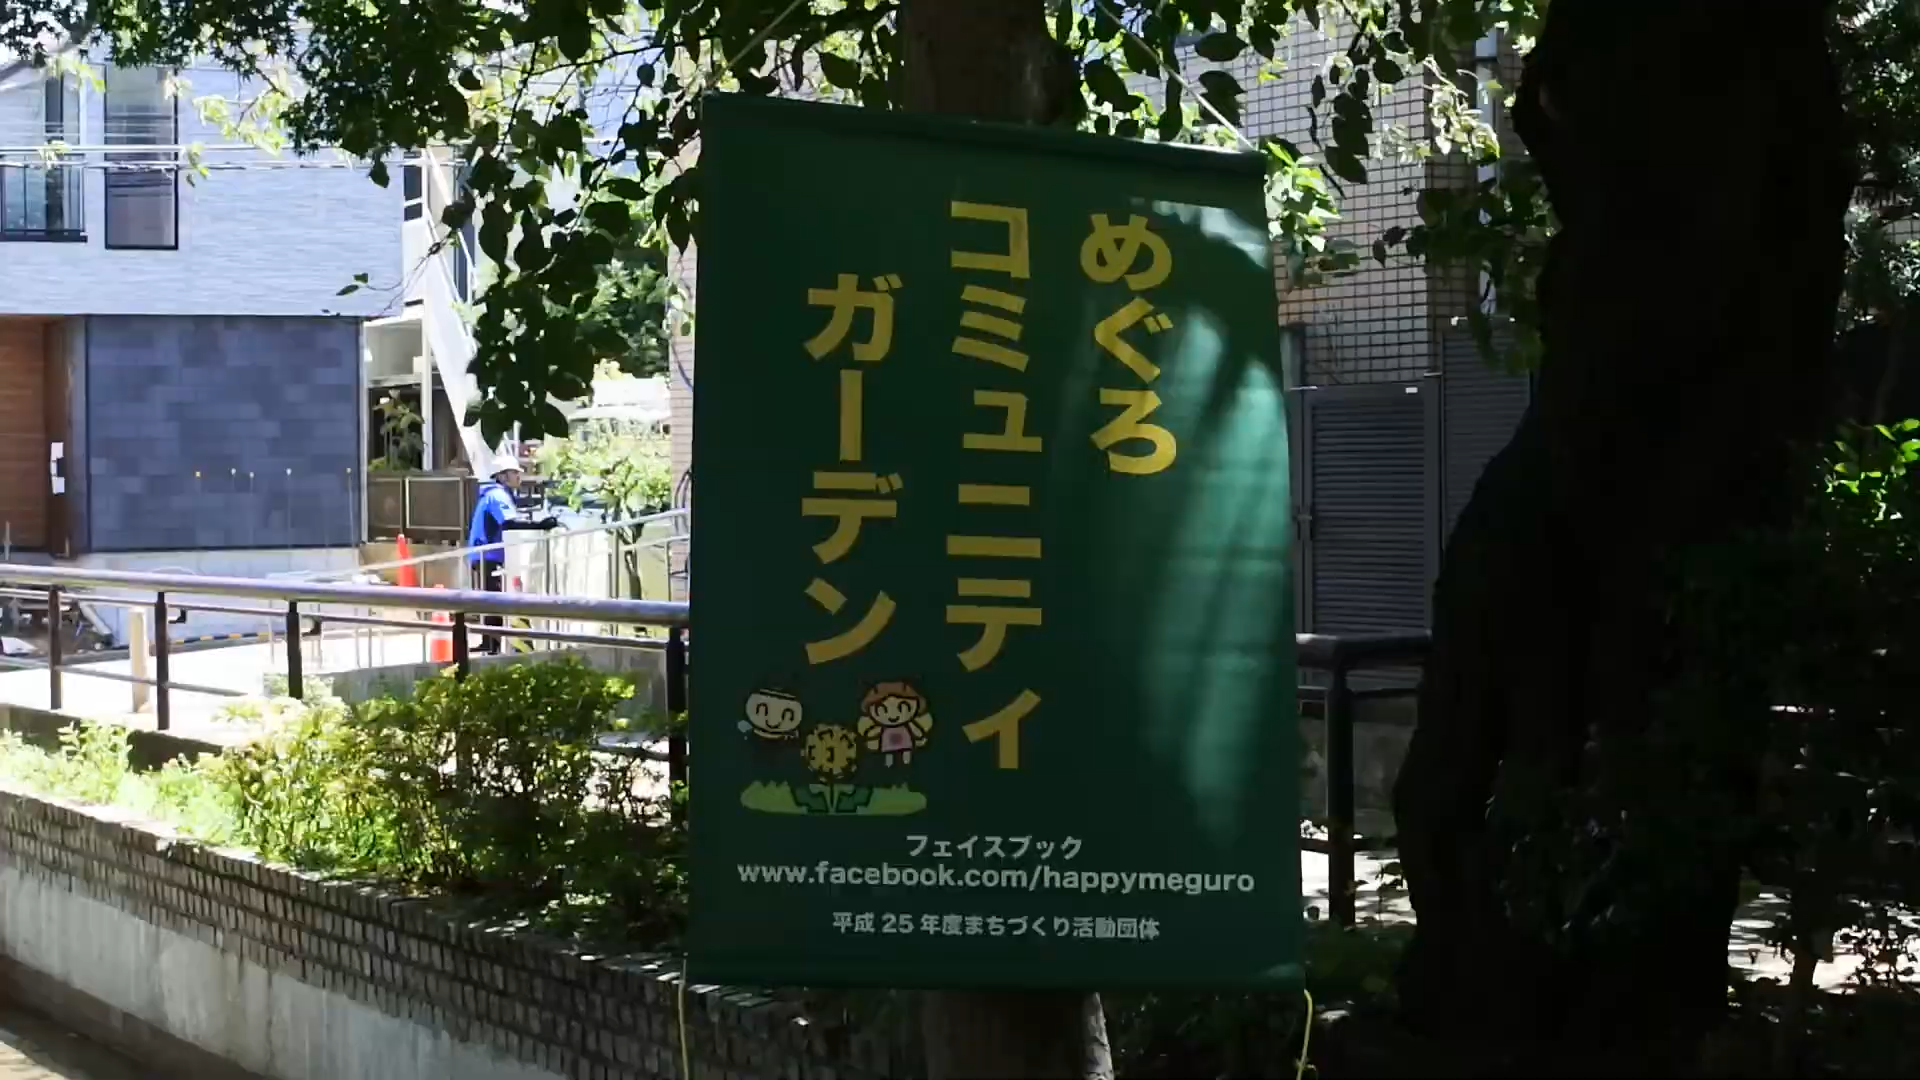 めぐろ
コミュニティ
ガーデン
フェイスブック
www.facebook.com/happymeguro
平成 25 年度まちづくり活動団体